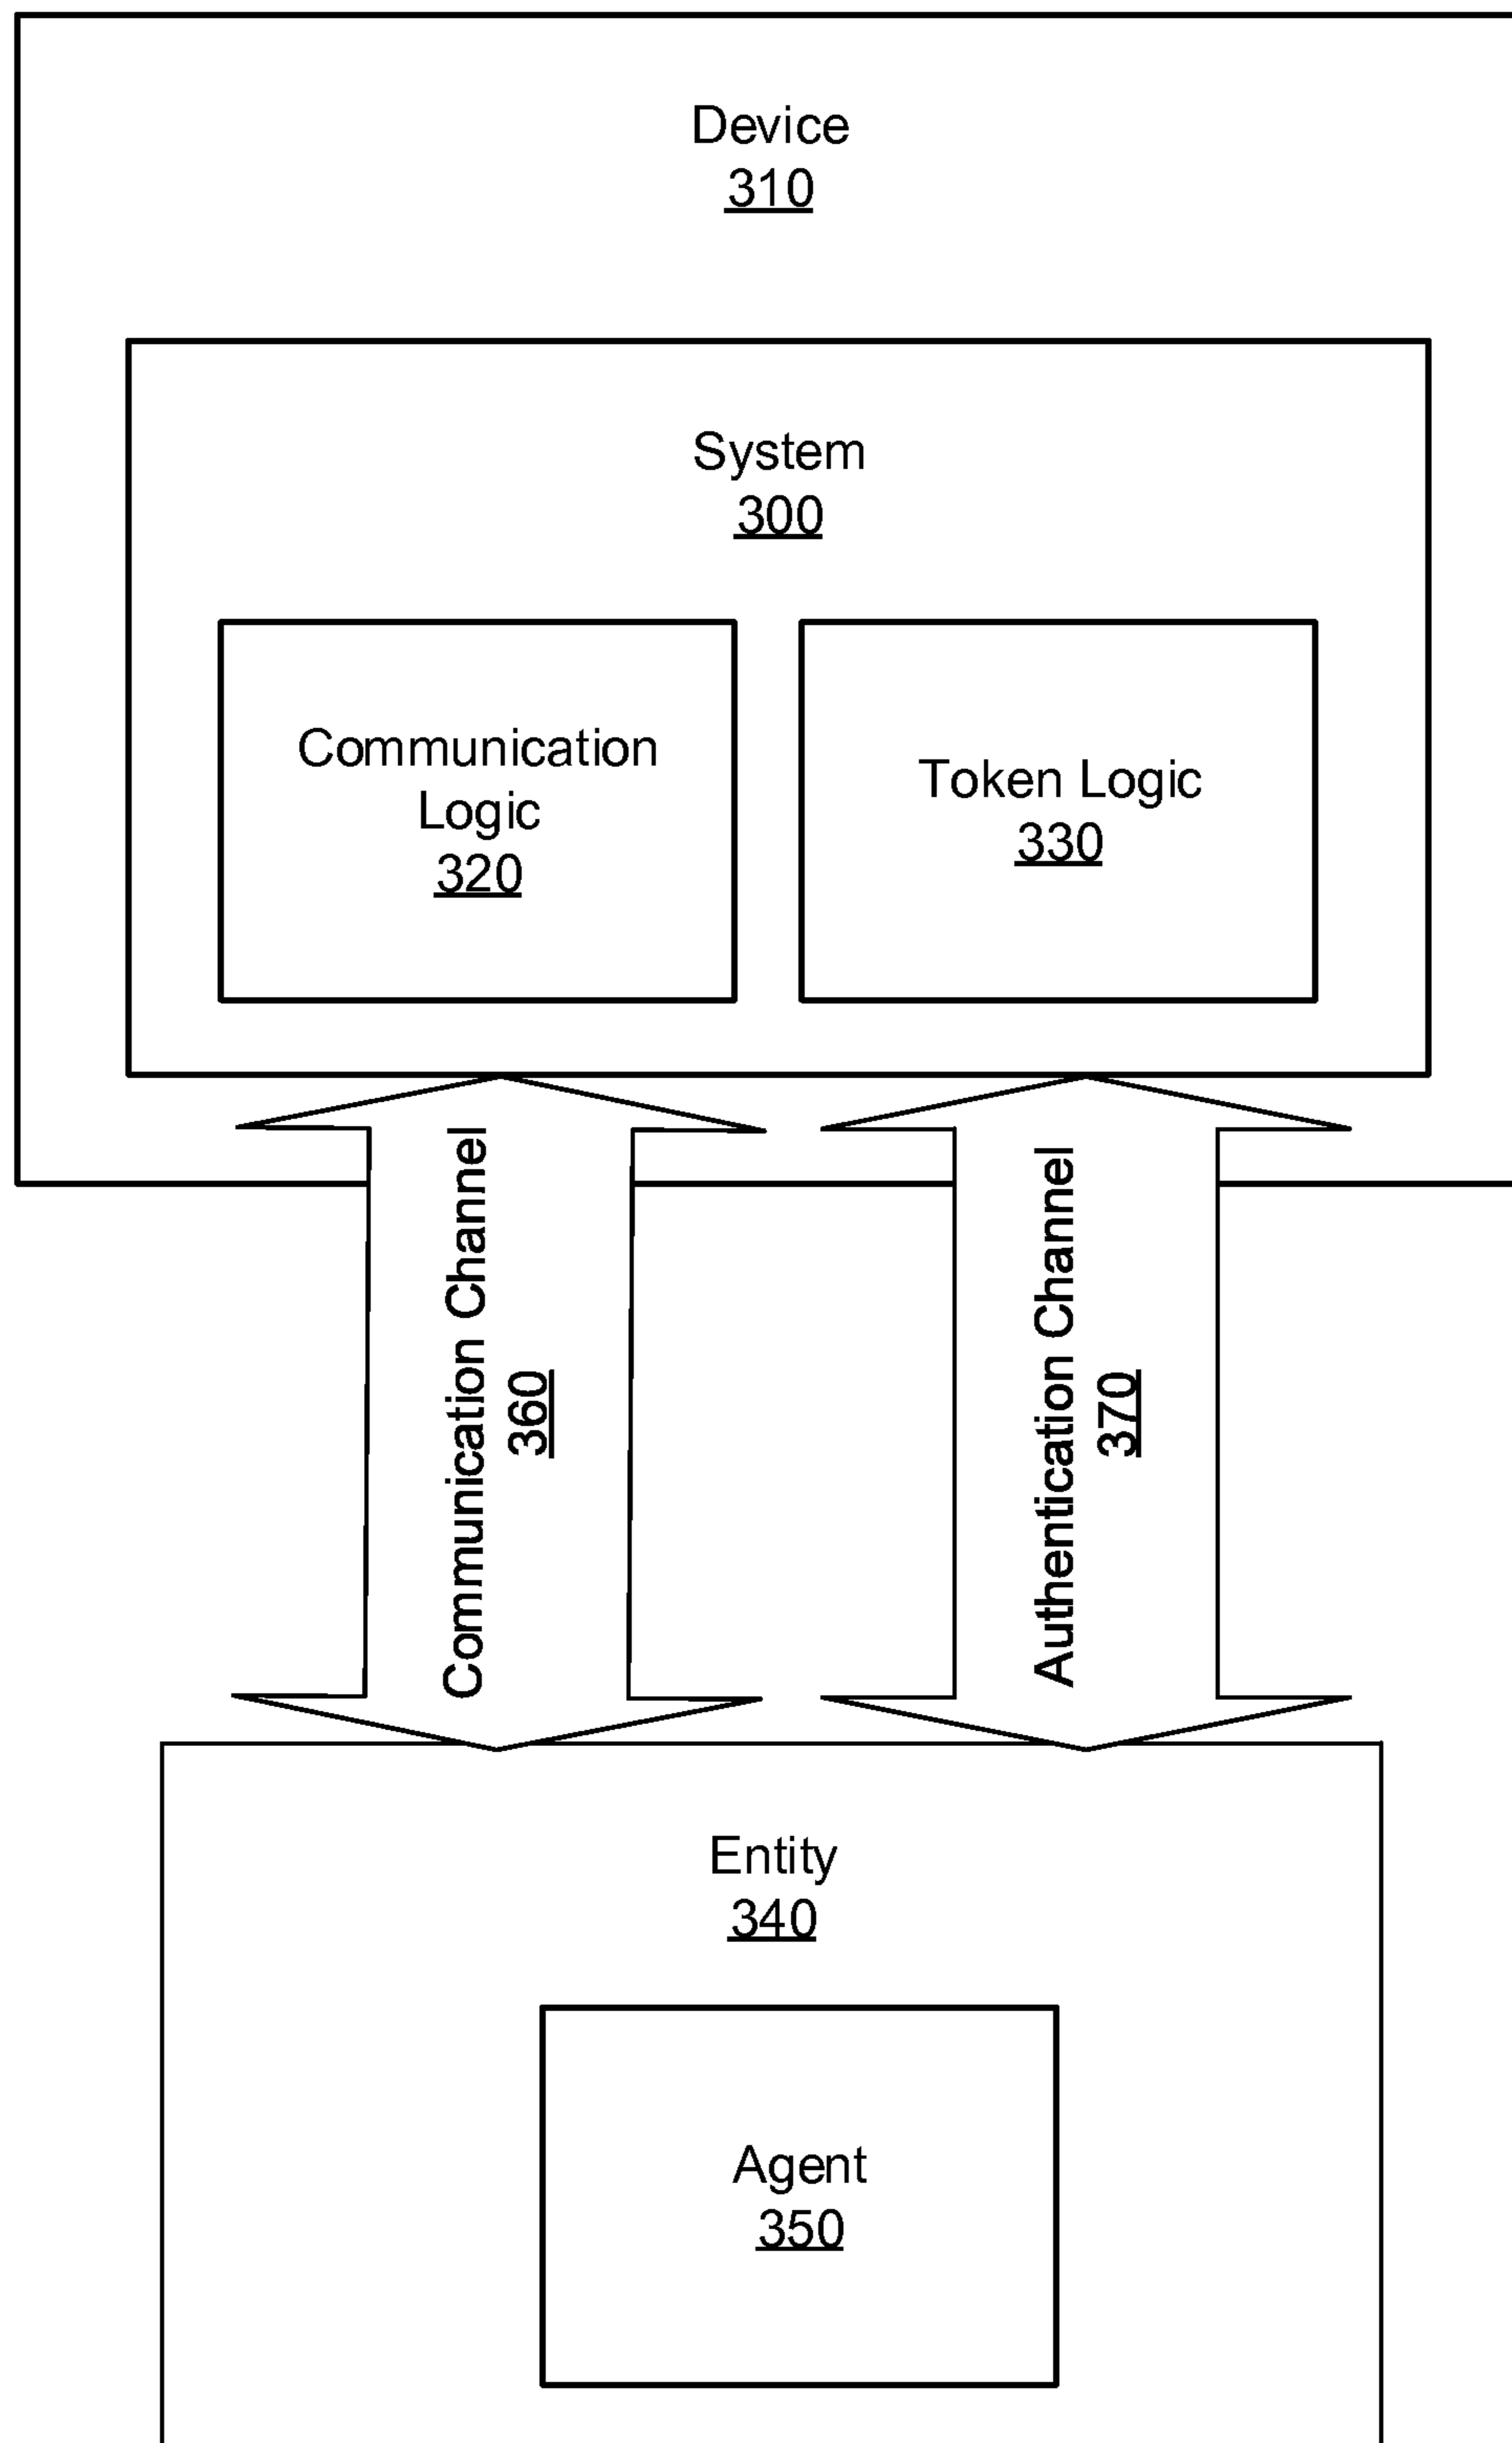 Device
310
System
300
Communication
Logic
320
Token Logic
330
Communication Channel
360
Authentication Channel
370
Entity
340
Agent
350